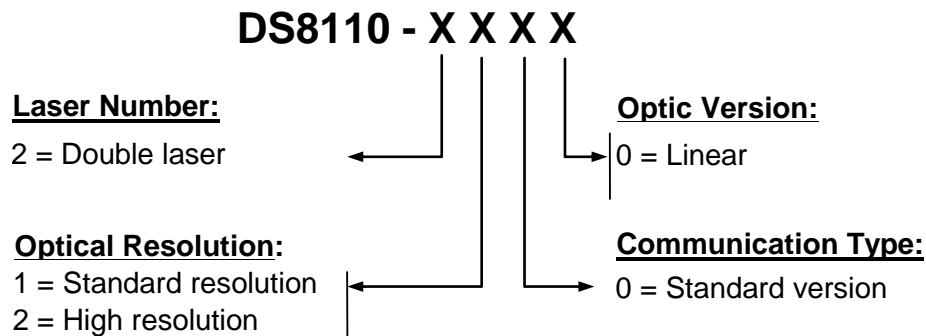 DS8110 - X X X X
Laser Number:
2 = Double laser
Optic Version:
0 = Linear
Optical Resolution:
1 = Standard resolution
2 = High resolution
Communication Type:
0 = Standard version